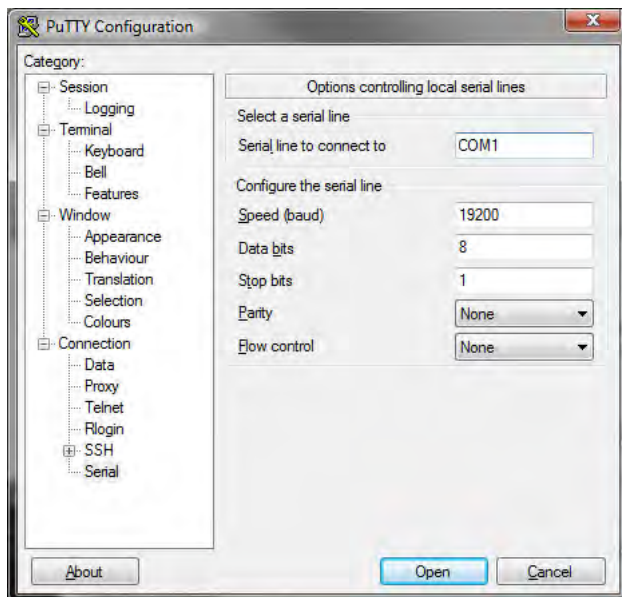 PuTTY Configuration
Category:
Session
Logging
Terminal
Keyboard
Bell
Features
Window
Appearance
Behaviour
Translation
Selection
Colours
Connection
Data
Proxy
Telnet
Rlogin
SSH
Serial
Options controlling local serial lines
Select a serial line
Serial line to connect to COM1
Configure the serial line
Speed (baud) 19200
Data bits 8
Stop bits 1
Parity None
Flow control None
About Open Cancel